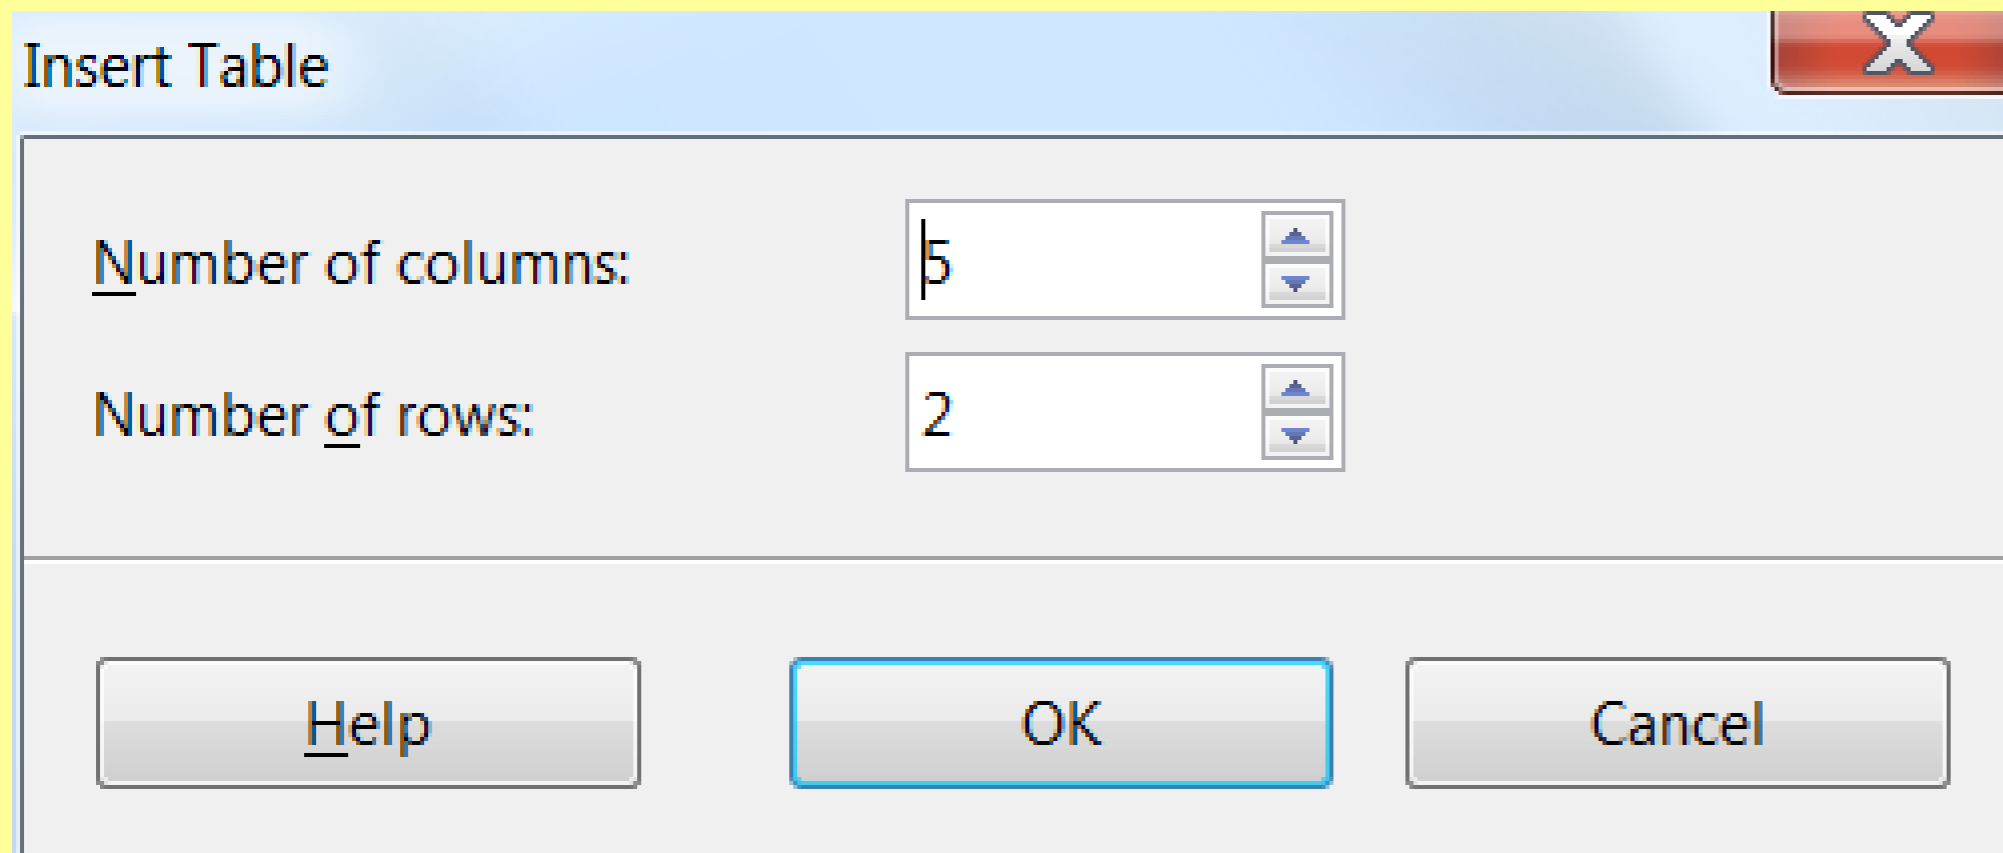 Insert Table
Number of columns: 5
Number of rows: 2
Help OK Cancel